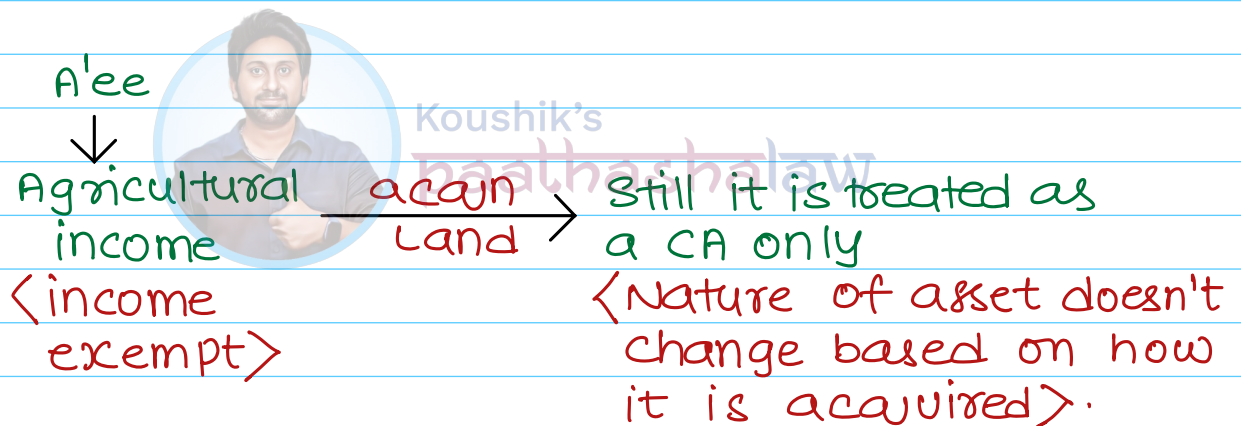 A'ee
Koushik's
paathashalaw
Agricultural acqn Still it is treated as
income Land a CA only
<income <Nature of asset doesn't
exempt> change based on how
it is acquired>.